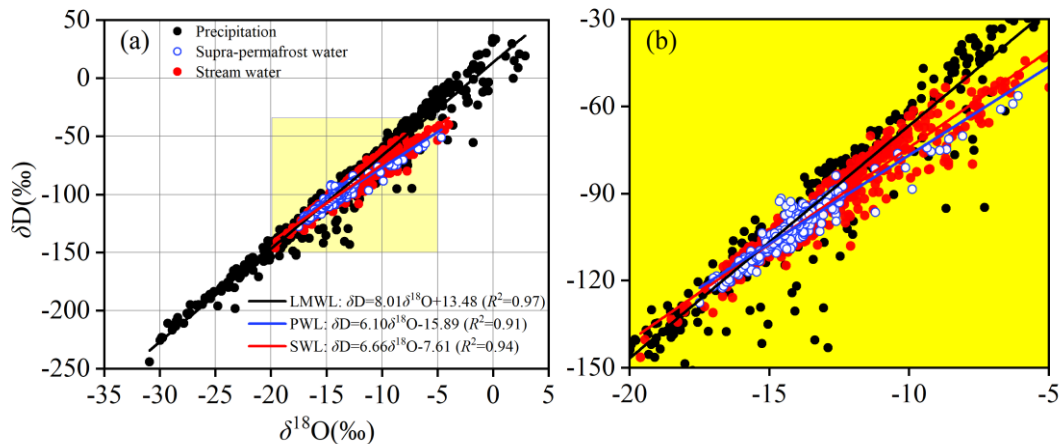 (a)
Precipitation
Supra-permafrost water
Stream water
50
0
-50
-100
-150
-200
-250
δD(‰)
LMWL: δD=8.01δ¹⁸O+13.48 (R²=0.97)
PWL: δD=6.10δ¹⁸O-15.89 (R²=0.91)
SWL: δD=6.66δ¹⁸O-7.61 (R²=0.94)
-35 -30 -25 -20 -15 -10 -5 0 5
δ¹⁸O(‰)
(b)
-30
-60
-90
-120
-150
-20 -15 -10 -5